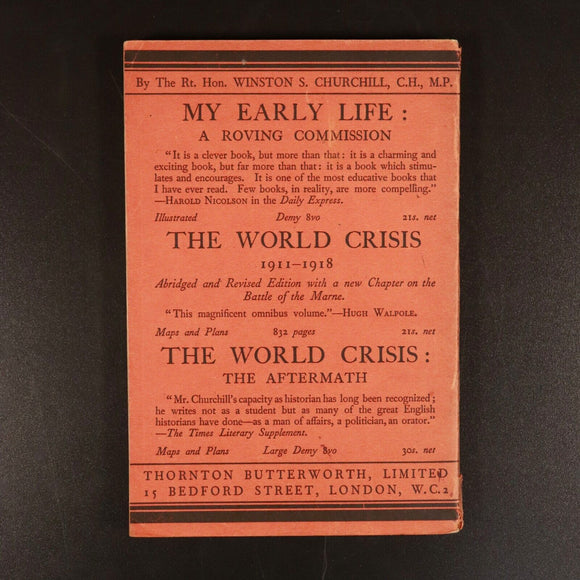 By The Rt. Hon. WINSTON S. CHURCHILL, C.H., M.P.
MY EARLY LIFE :
A ROVING COMMISSION
"It is a clever book, but more than that : it is a charming and
exciting book, but far more than that : it is a book which stimu-
lates and encourages. It is one of the most educative books that
I have ever read. Few books, in reality, are more compelling."
—HAROLD NICOLSON in the Daily Express.
Illustrated Demy 8vo 21s. net
THE WORLD CRISIS
1911–1918
Abridged and Revised Edition with a new Chapter on the
Battle of the Marne.
"This magnificent omnibus volume."—HUGH WALPOLE.
Maps and Plans 832 pages 21s. net
THE WORLD CRISIS :
THE AFTERMATH
"Mr. Churchill's capacity as historian has long been recognized ;
he writes not as a student but as many of the great English
historians have done—as a man of affairs, a politician, an orator."
—The Times Literary Supplement.
Maps and Plans Large Demy 8vo 30s. net
THORNTON BUTTERWORTH, LIMITED
15 BEDFORD STREET, LONDON, W.C.2